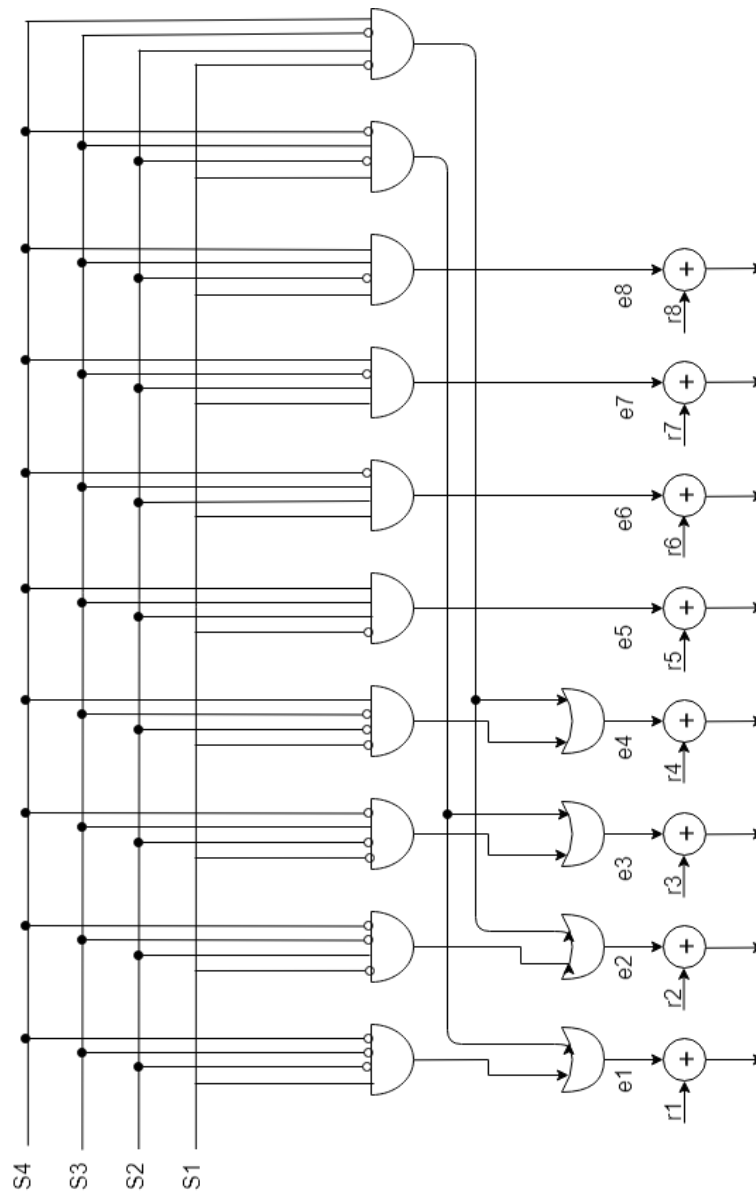 S4
S3
S2
S1
e8
r8
+
e7
r7
+
e6
r6
+
e5
r5
+
e4
r4
+
e3
r3
+
e2
r2
+
e1
r1
+